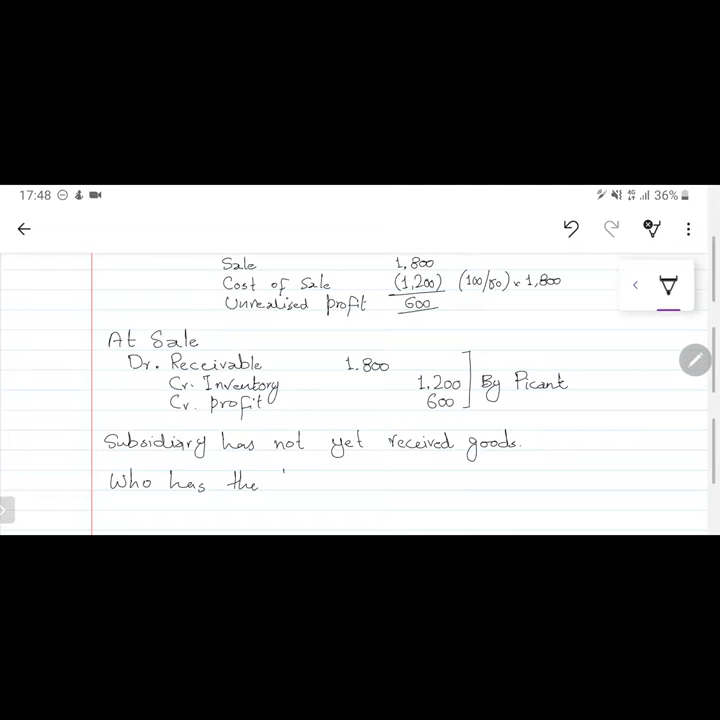 17:48 4G 36%
Sale 1,800
Cost of Sale (1,200) (100/150) × 1,800
Unrealised profit 600
At Sale
Dr. Receivable 1.800
Cr. Inventory 1.200 By Picant
Cr. profit 600
Subsidiary has not yet received goods.
Who has the